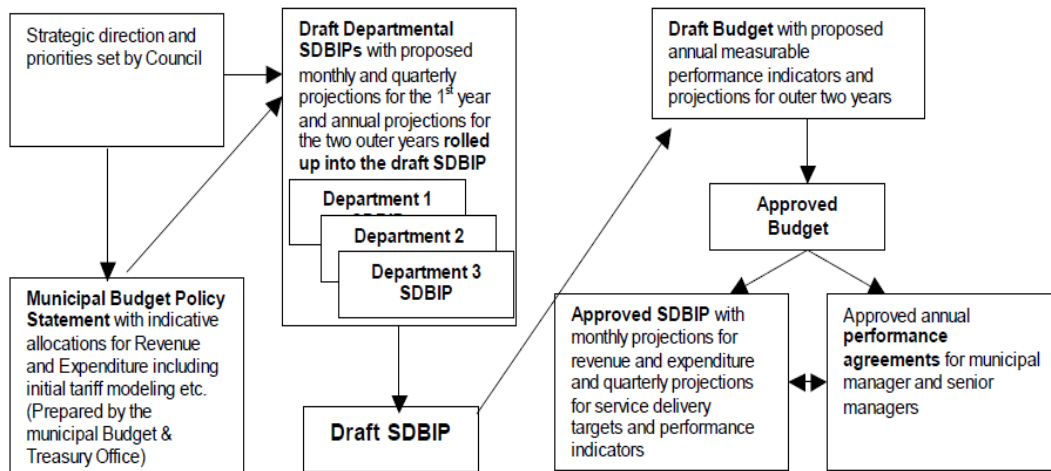 Strategic direction and
priorities set by Council
Municipal Budget Policy
Statement with indicative
allocations for Revenue
and Expenditure including
initial tariff modeling etc.
(Prepared by the
municipal Budget &
Treasury Office)
Draft Departmental
SDBIPs with proposed
monthly and quarterly
projections for the 1st year
and annual projections for
the two outer years rolled
up into the draft SDBIP
Department 1
Department 2
Department 3
SDBIP
Draft SDBIP
Draft Budget with proposed
annual measurable
performance indicators and
projections for outer two years
Approved
Budget
Approved SDBIP with
monthly projections for
revenue and expenditure
and quarterly projections
for service delivery
targets and performance
indicators
Approved annual
performance
agreements for municipal
manager and senior
managers